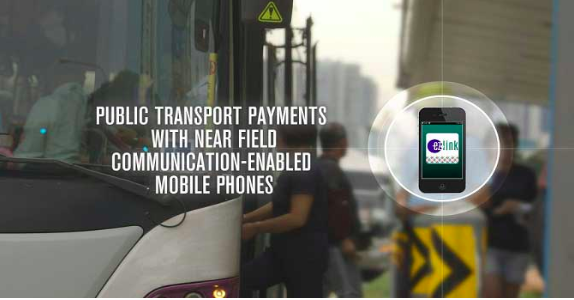 PUBLIC TRANSPORT PAYMENTS
WITH NEAR FIELD
COMMUNICATION-ENABLED
MOBILE PHONES
ez-link